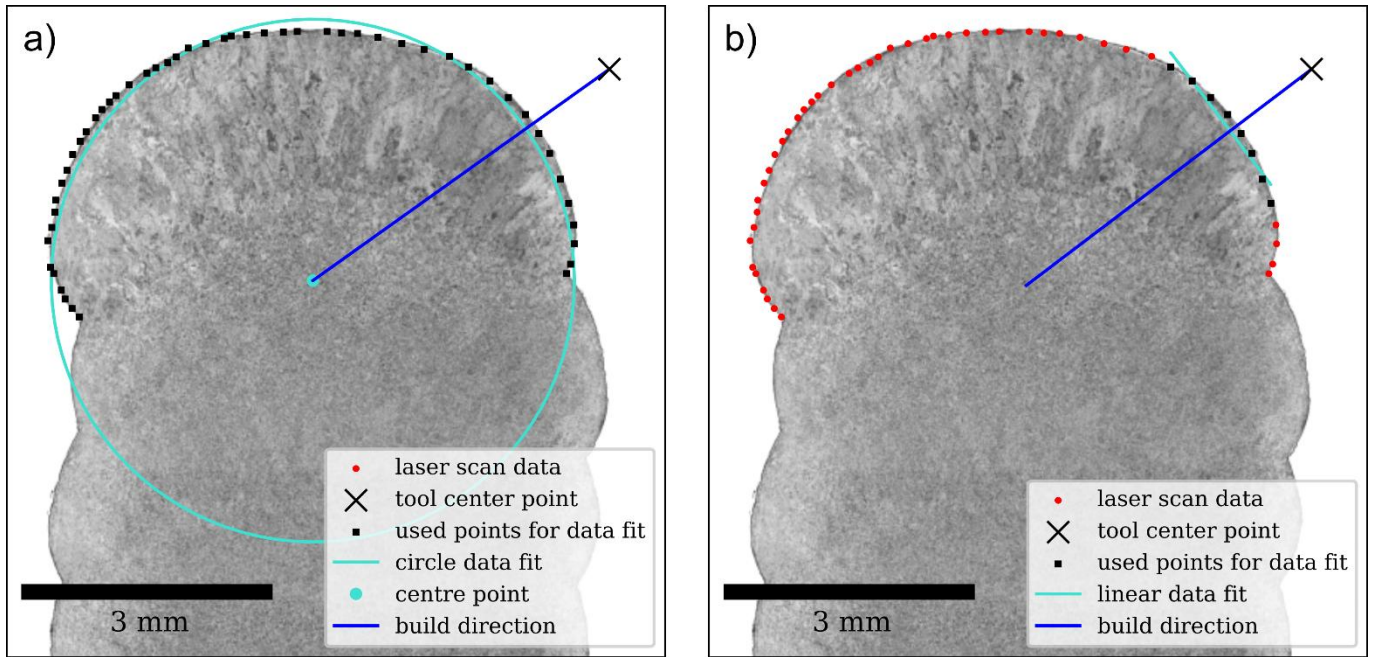 a)
laser scan data
tool center point
used points for data fit
circle data fit
centre point
build direction
3 mm
b)
laser scan data
tool center point
used points for data fit
linear data fit
build direction
3 mm